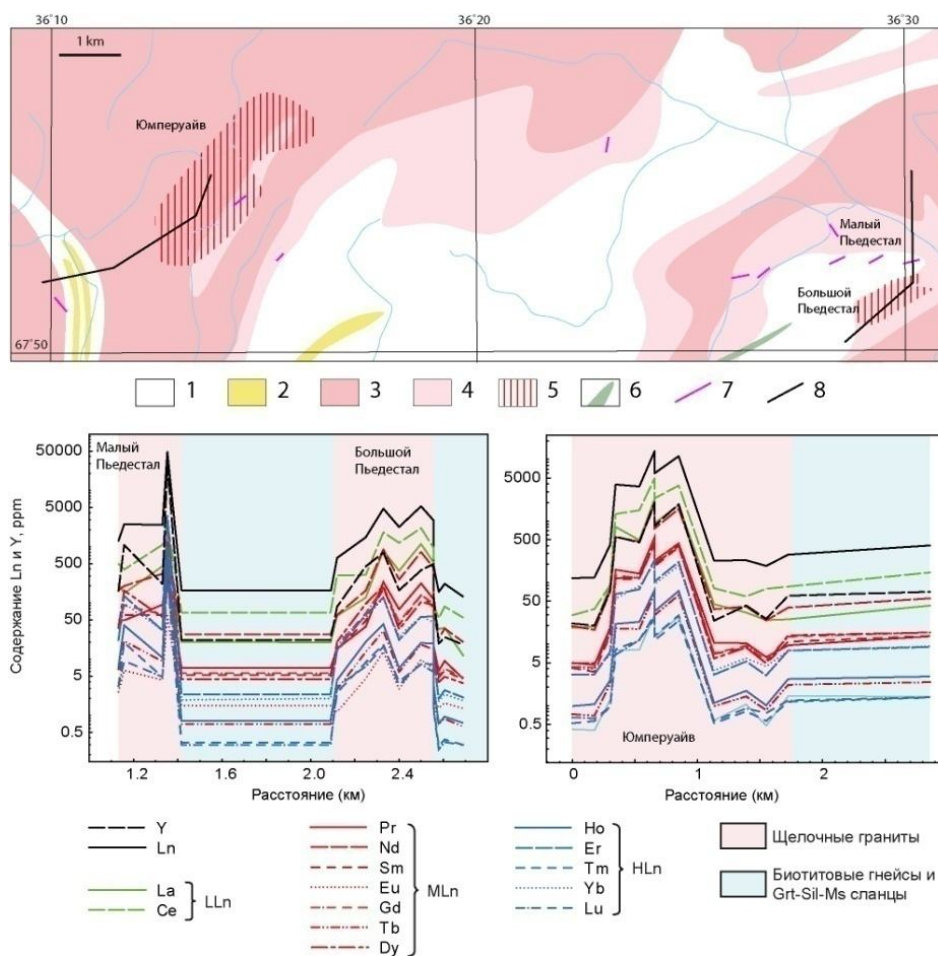 36°10 36°20 36°30
1 km
Юмперуайв
Малый
Пьедестал
Большой
Пьедестал
67°50
1 2 3 4 5 6 7 8
Содержание Ln и Y, ppm
50000
5000
500
50
5
0.5
Малый
Пьедестал
Большой
Пьедестал
1.2 1.6 2.0 2.4
Расстояние (км)
5000
500
50
5
0.5
Юмперуайв
0 1 2
Расстояние (км)
Y
Ln
La
Ce
LLn
Pr
Nd
Sm
Eu
Gd
Tb
Dy
MLn
Ho
Er
Tm
Yb
Lu
HLn
Щелочные граниты
Биотитовые гнейсы и
Grt-Sil-Ms сланцы